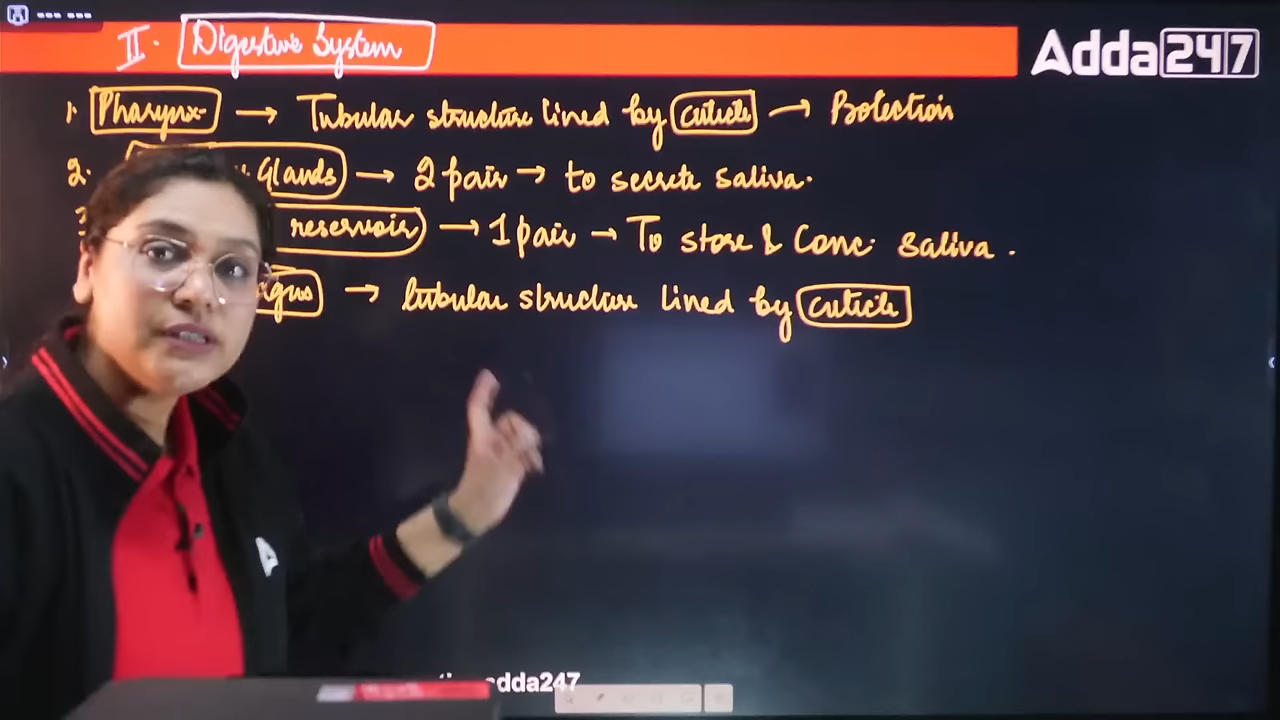 II. Digestive System
Adda247
1. Pharynx → Tubular structure lined by cuticle → Botection
2. Glands → 2 pair → to secrete saliva.
reservoir → 1 pair → To store & Conc. Saliva.
→ tubular structure lined by cuticle
adda247